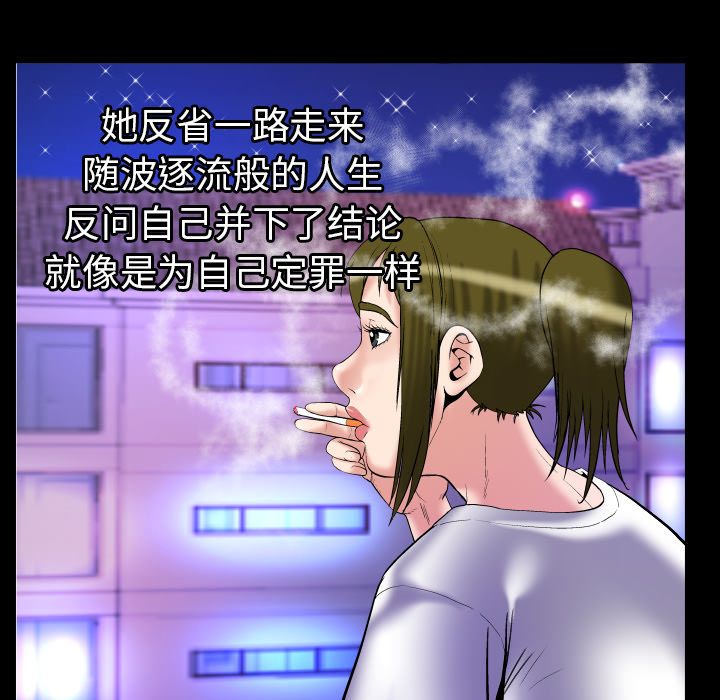 她反省一路走来
随波逐流般的人生
反问自己并下了结论
就像是为自己定罪一样